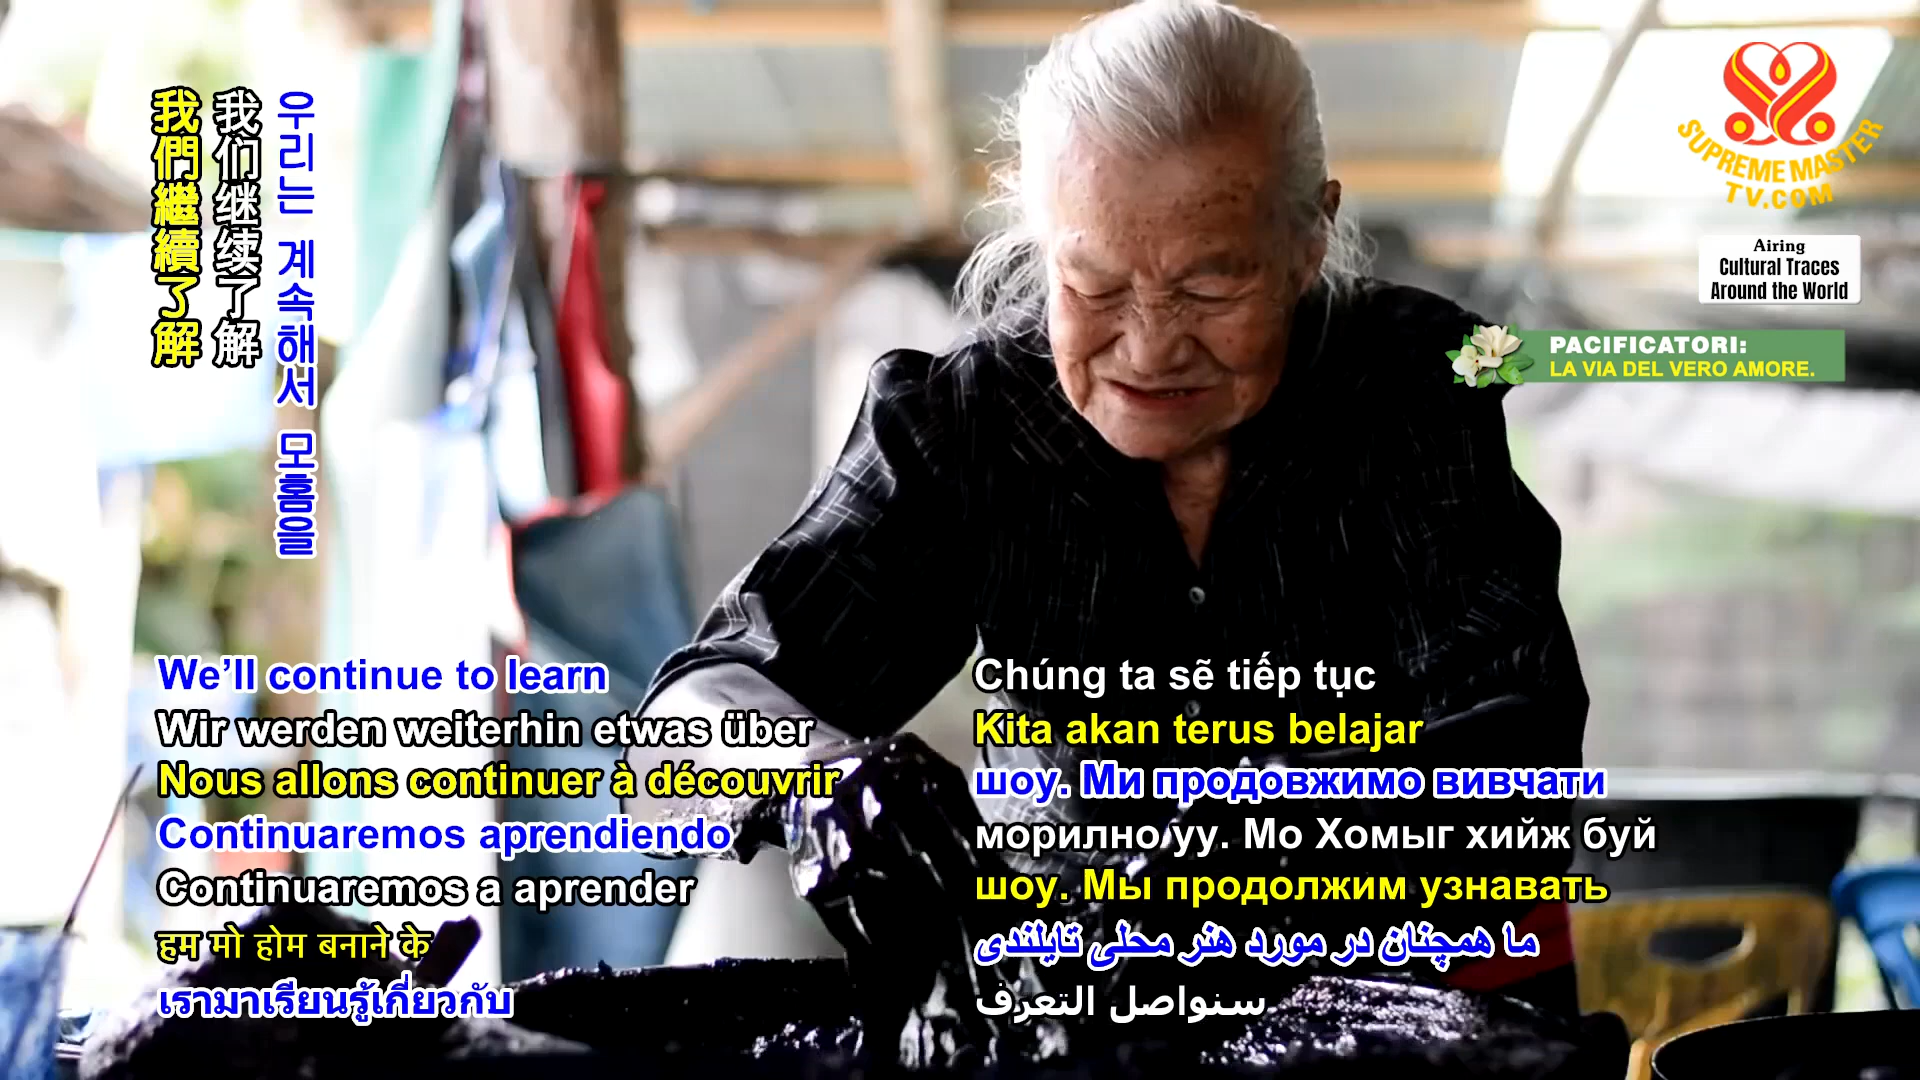 我們繼續了解
我们继续了解
우리는 계속해서 모홈을
SUPREME MASTER
TV.COM
Airing
Cultural Traces
Around the World
PACIFICATORI:
LA VIA DEL VERO AMORE.
We’ll continue to learn
Wir werden weiterhin etwas über
Nous allons continuer à découvrir
Continuaremos aprendiendo
Continuaremos a aprender
हम मो होम बनाने के
เรามาเรียนรู้เกี่ยวกับ
Chúng ta sẽ tiếp tục
Kita akan terus belajar
шоу. Ми продовжимо вивчати
морилно уу. Мо Хомыг хийж буй
шоу. Мы продолжим узнавать
ما همچنان در مورد هنر محلی تایلندی
سنواصل التعرف